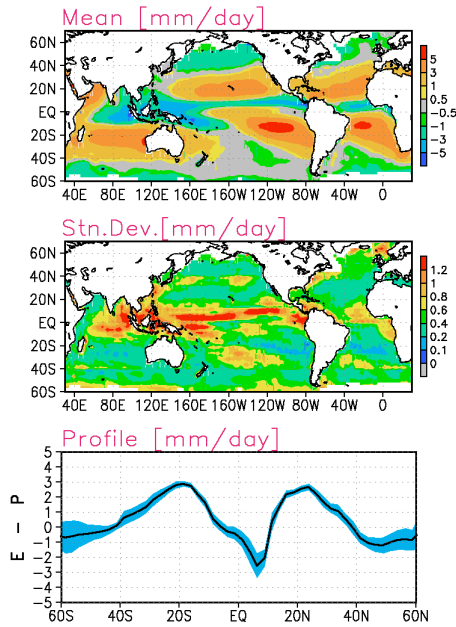 Mean [mm/day]
60N
40N
20N
EQ
20S
40S
60S
40E 80E 120E 160E 160W 120W 80W 40W 0
5
3
1
0.5
-0.5
-1
-3
-5
Stn.Dev.[mm/day]
60N
40N
20N
EQ
20S
40S
60S
40E 80E 120E 160E 160W 120W 80W 40W 0
1.2
1
0.8
0.6
0.4
0.2
0.1
0
Profile [mm/day]
E - P
5
4
3
2
1
0
-1
-2
-3
-4
-5
60S 40S 20S EQ 20N 40N 60N